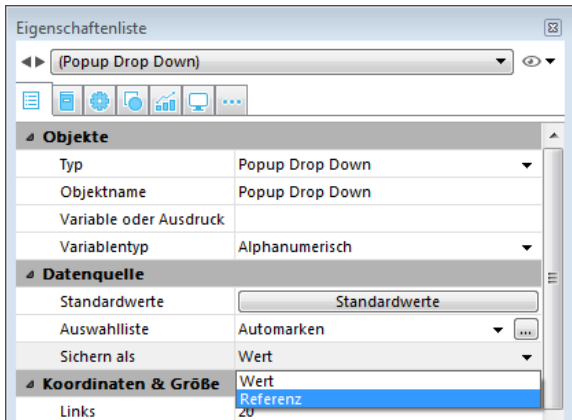 Eigenschaftenliste
(Popup Drop Down)
Objekte
Typ Popup Drop Down
Objektname Popup Drop Down
Variable oder Ausdruck
Variablentyp Alphanumerisch
Datenquelle
Standardwerte Standardwerte
Auswahlliste Automarken ...
Sichern als Wert
Wert
Koordinaten & Größe Referenz
Links 20